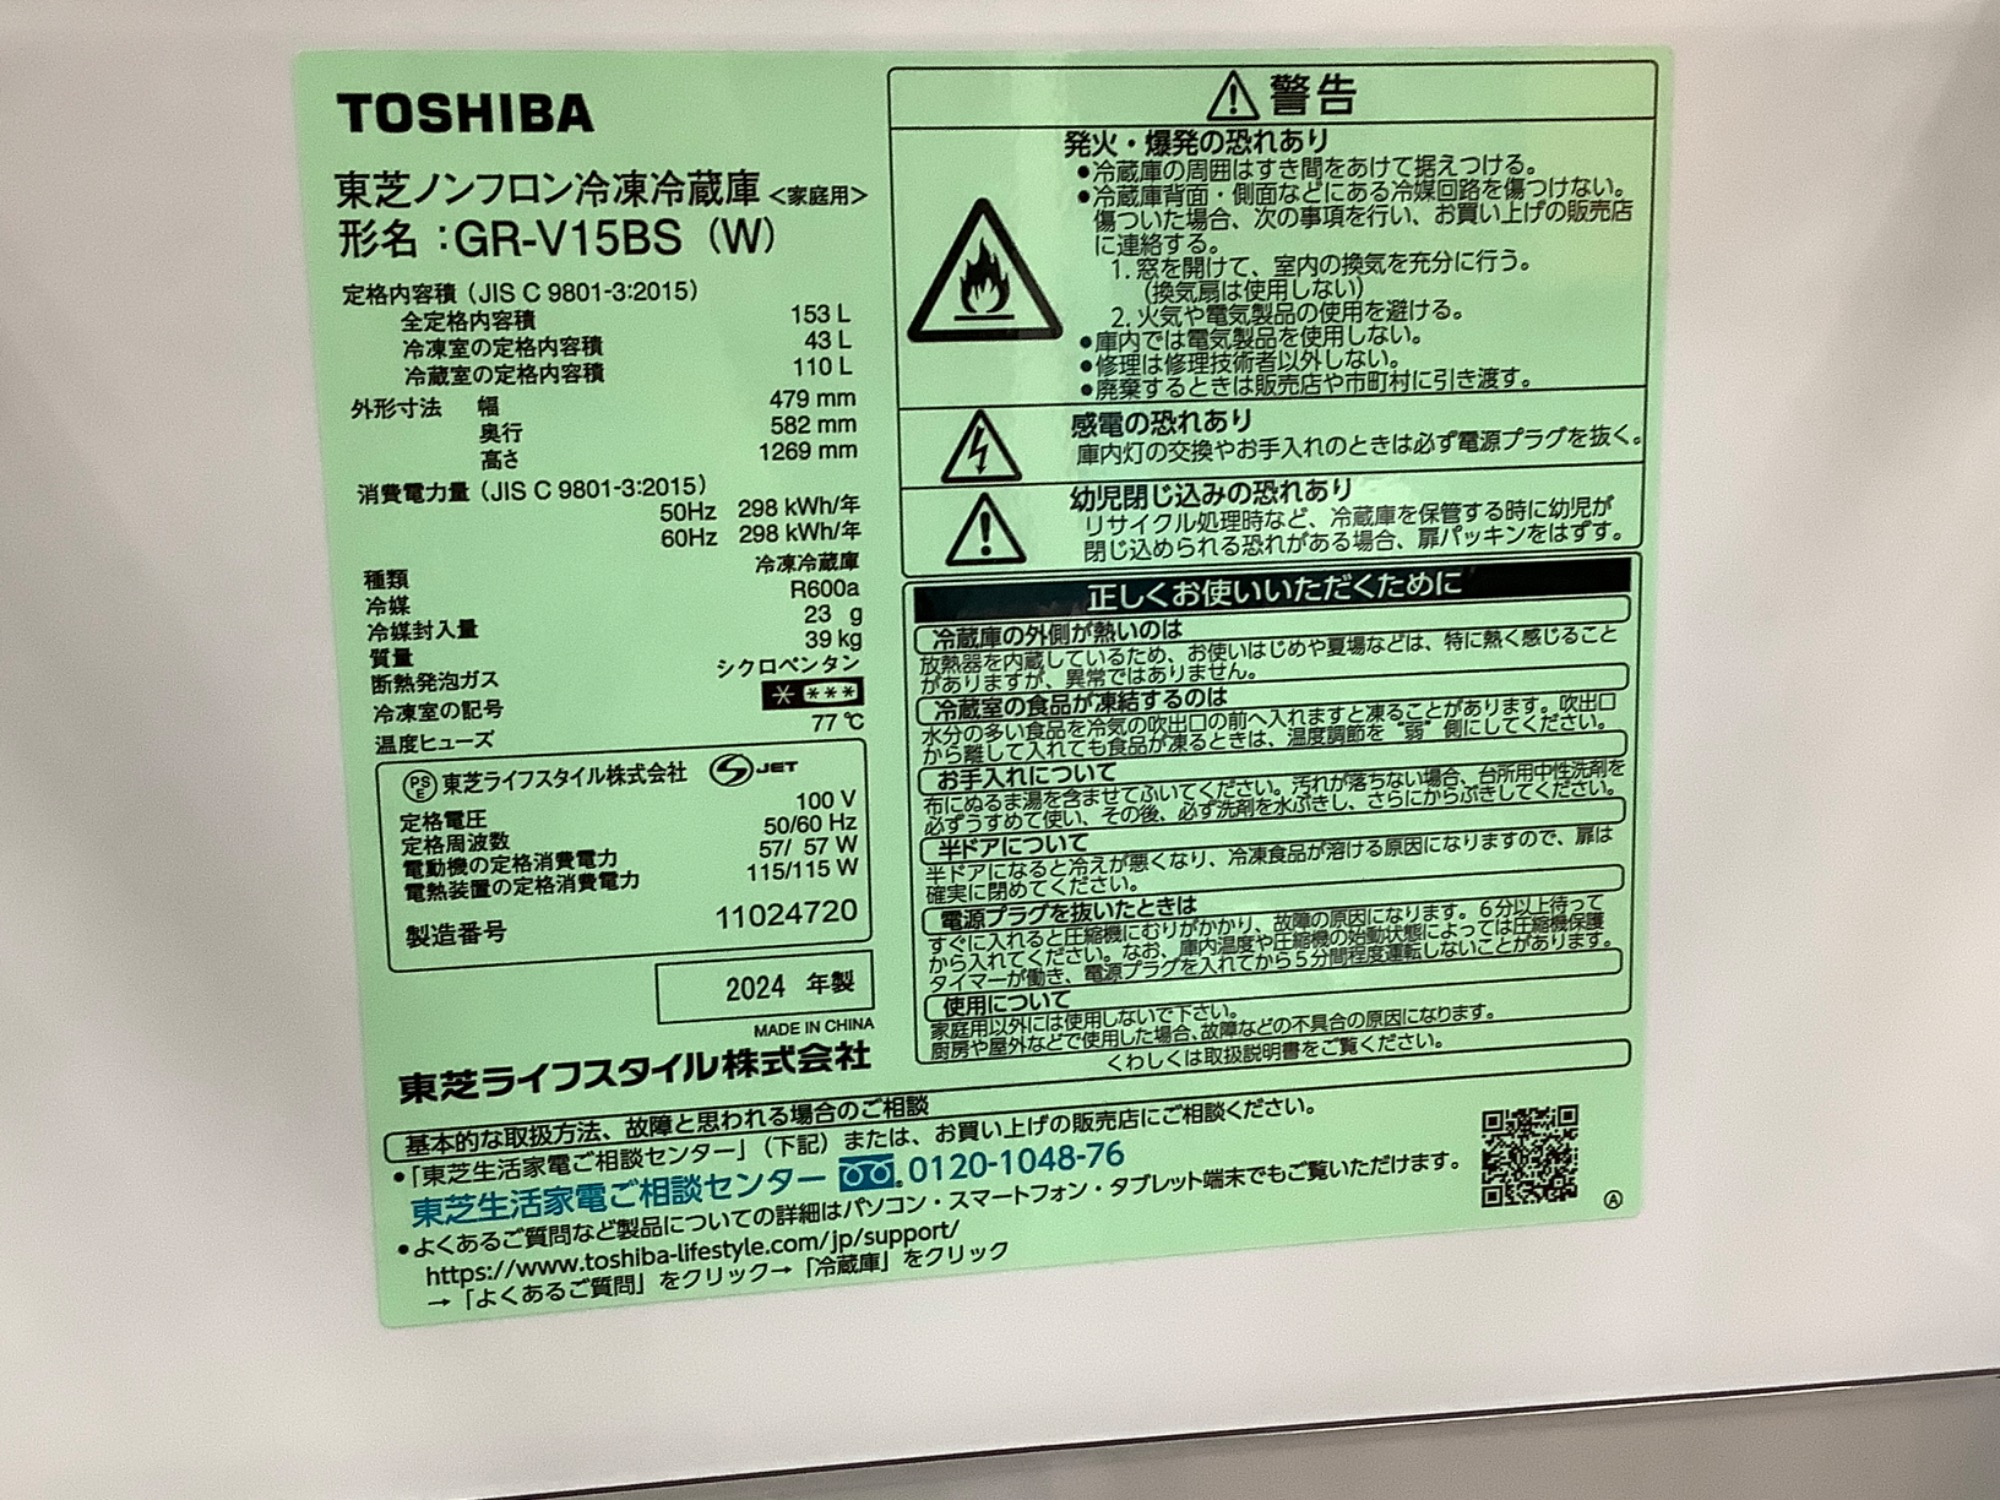 TOSHIBA
東芝ノンフロン冷凍冷蔵庫 <家庭用>
形名：GR-V15BS（W）
定格内容積（JIS C 9801-3:2015）
全定格内容積 153 L
冷凍室の定格内容積 43 L
冷蔵室の定格内容積 110 L
外形寸法 幅 479 mm
奥行 582 mm
高さ 1269 mm
消費電力量（JIS C 9801-3:2015）
50Hz 298 kWh/年
60Hz 298 kWh/年
種類 冷凍冷蔵庫
冷媒 R600a
冷媒封入量 23 g
質量 39 kg
断熱発泡ガス シクロペンタン
冷凍室の記号 * ***
温度ヒューズ 77 ℃
PSE 東芝ライフスタイル株式会社 JET
定格電圧 100 V
定格周波数 50/60 Hz
電動機の定格消費電力 57/ 57 W
電熱装置の定格消費電力 115/115 W
製造番号 11024720
2024 年製
MADE IN CHINA
東芝ライフスタイル株式会社
警告
発火・爆発の恐れあり
●冷蔵庫の周囲はすき間をあけて据えつける。
●冷蔵庫背面・側面などにある冷媒回路を傷つけない。
傷ついた場合、次の事項を行い、お買い上げの販売店
に連絡する。
1. 窓を開けて、室内の換気を充分に行う。
（換気扇は使用しない）
2. 火気や電気製品の使用を避ける。
●庫内では電気製品を使用しない。
●修理は修理技術者以外しない。
●廃棄するときは販売店や市町村に引き渡す。
感電の恐れあり
庫内灯の交換やお手入れのときは必ず電源プラグを抜く。
幼児閉じ込みの恐れあり
リサイクル処理時など、冷蔵庫を保管する時に幼児が
閉じ込められる恐れがある場合、扉パッキンをはずす。
正しくお使いいただくために
冷蔵庫の外側が熱いのは
放熱器を内蔵しているため、お使いはじめや夏場などは、特に熱く感じること
がありますが、異常ではありません。
冷蔵室の食品が凍結するのは
水分の多い食品を冷気の吹出口の前へ入れますと凍ることがあります。吹出口
から離して入れても食品が凍るときは、温度調節を“弱”側にしてください。
お手入れについて
布にぬるま湯を含ませてふいてください。汚れが落ちない場合、台所用中性洗剤を
必ずうすめて使い、その後、必ず洗剤を水ぶきし、さらにからぶきしてください。
半ドアについて
半ドアになると冷えが悪くなり、冷凍食品が溶ける原因になりますので、扉は
確実に閉めてください。
電源プラグを抜いたときは
すぐに入れると圧縮機にむりがかかり、故障の原因になります。6分以上待って
から入れてください。なお、庫内温度や圧縮機の始動状態によっては圧縮機保護
タイマーが働き、電源プラグを入れてから5分間程度運転しないことがあります。
使用について
家庭用以外には使用しないで下さい。
厨房や屋外などで使用した場合、故障などの不具合の原因になります。
くわしくは取扱説明書をご覧ください。
基本的な取扱方法、故障と思われる場合のご相談
●「東芝生活家電ご相談センター」（下記）または、お買い上げの販売店にご相談ください。
東芝生活家電ご相談センター 0120-1048-76
●よくあるご質問など製品についての詳細はパソコン・スマートフォン・タブレット端末でもご覧いただけます。
https://www.toshiba-lifestyle.com/jp/support/
→「よくあるご質問」をクリック→「冷蔵庫」をクリック
Ⓐ